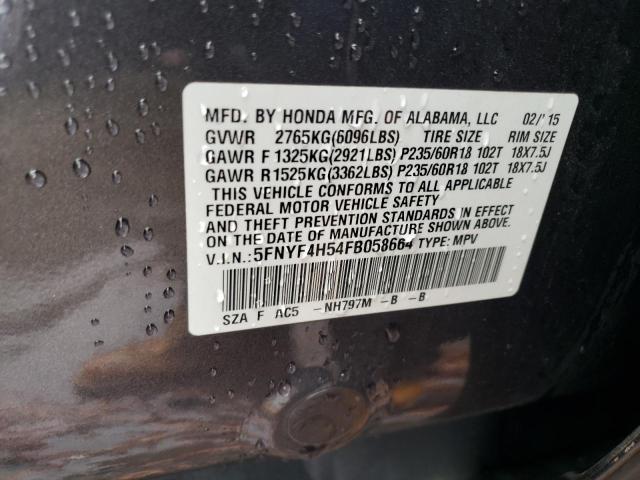 MFD. BY HONDA MFG. OF ALABAMA, LLC 02/'15
GVWR 2765KG(6096LBS) TIRE SIZE RIM SIZE
GAWR F 1325KG(2921LBS) P235/60R18 102T 18X7.5J
GAWR R 1525KG(3362LBS) P235/60R18 102T 18X7.5J
THIS VEHICLE CONFORMS TO ALL APPLICABLE
FEDERAL MOTOR VEHICLE SAFETY
AND THEFT PREVENTION STANDARDS IN EFFECT
ON THE DATE OF MANUFACTURE SHOWN ABOVE.
V.I.N.: 5FNYF4H54FB058664 TYPE: MPV
SZA F AC5 -NH797M -B -B